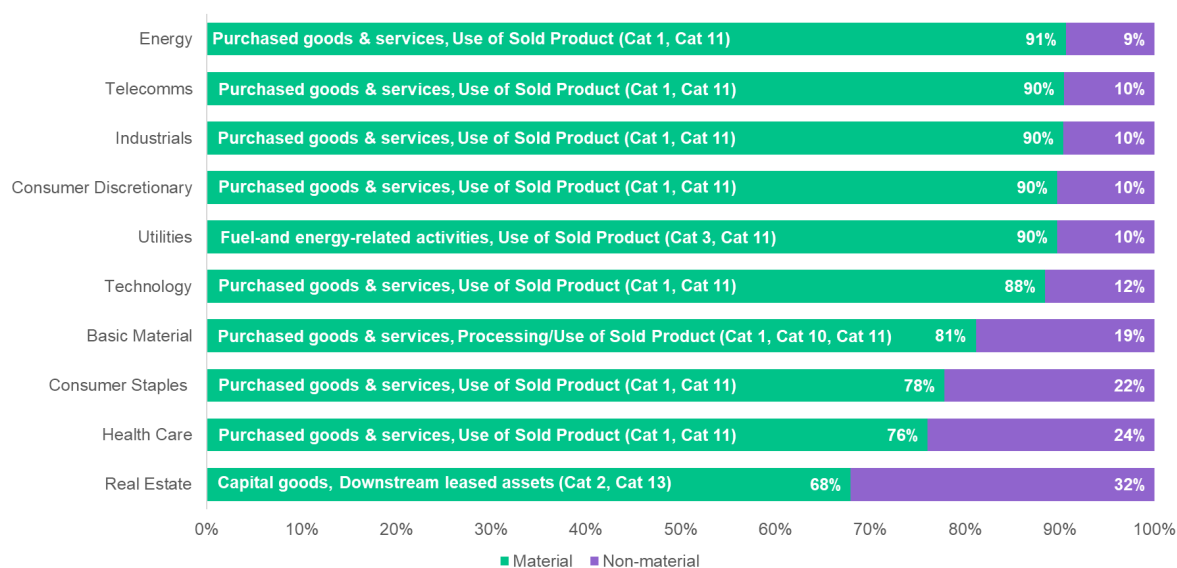 Energy Purchased goods & services, Use of Sold Product (Cat 1, Cat 11) 91% 9%
Telecomms Purchased goods & services, Use of Sold Product (Cat 1, Cat 11) 90% 10%
Industrials Purchased goods & services, Use of Sold Product (Cat 1, Cat 11) 90% 10%
Consumer Discretionary Purchased goods & services, Use of Sold Product (Cat 1, Cat 11) 90% 10%
Utilities Fuel-and energy-related activities, Use of Sold Product (Cat 3, Cat 11) 90% 10%
Technology Purchased goods & services, Use of Sold Product (Cat 1, Cat 11) 88% 12%
Basic Material Purchased goods & services, Processing/Use of Sold Product (Cat 1, Cat 10, Cat 11) 81% 19%
Consumer Staples Purchased goods & services, Use of Sold Product (Cat 1, Cat 11) 78% 22%
Health Care Purchased goods & services, Use of Sold Product (Cat 1, Cat 11) 76% 24%
Real Estate Capital goods, Downstream leased assets (Cat 2, Cat 13) 68% 32%
0% 10% 20% 30% 40% 50% 60% 70% 80% 90% 100%
Material Non-material